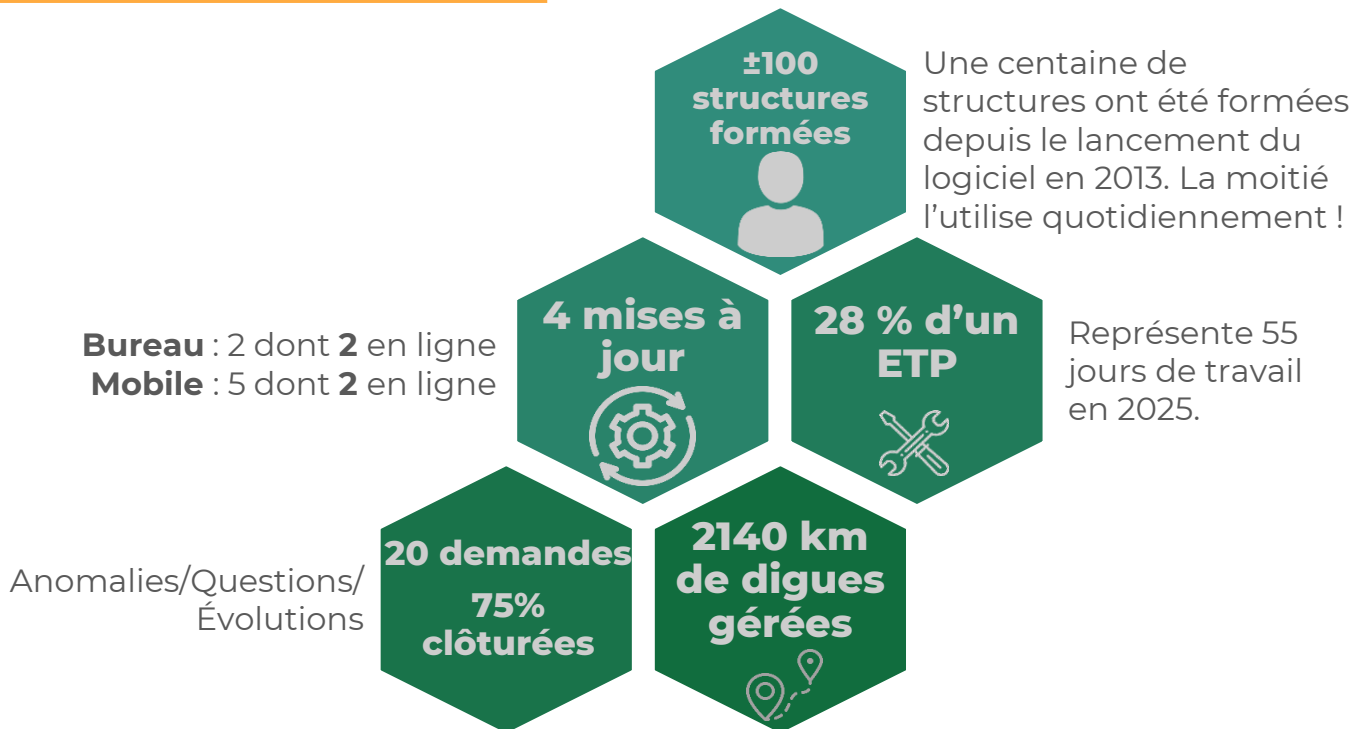 ±100
structures
formées
Une centaine de
structures ont été formées
depuis le lancement du
logiciel en 2013. La moitié
l’utilise quotidiennement !
Bureau : 2 dont 2 en ligne
Mobile : 5 dont 2 en ligne
4 mises à
jour
28 % d’un
ETP
Représente 55
jours de travail
en 2025.
Anomalies/Questions/
Évolutions
20 demandes
75%
clôturées
2140 km
de digues
gérées